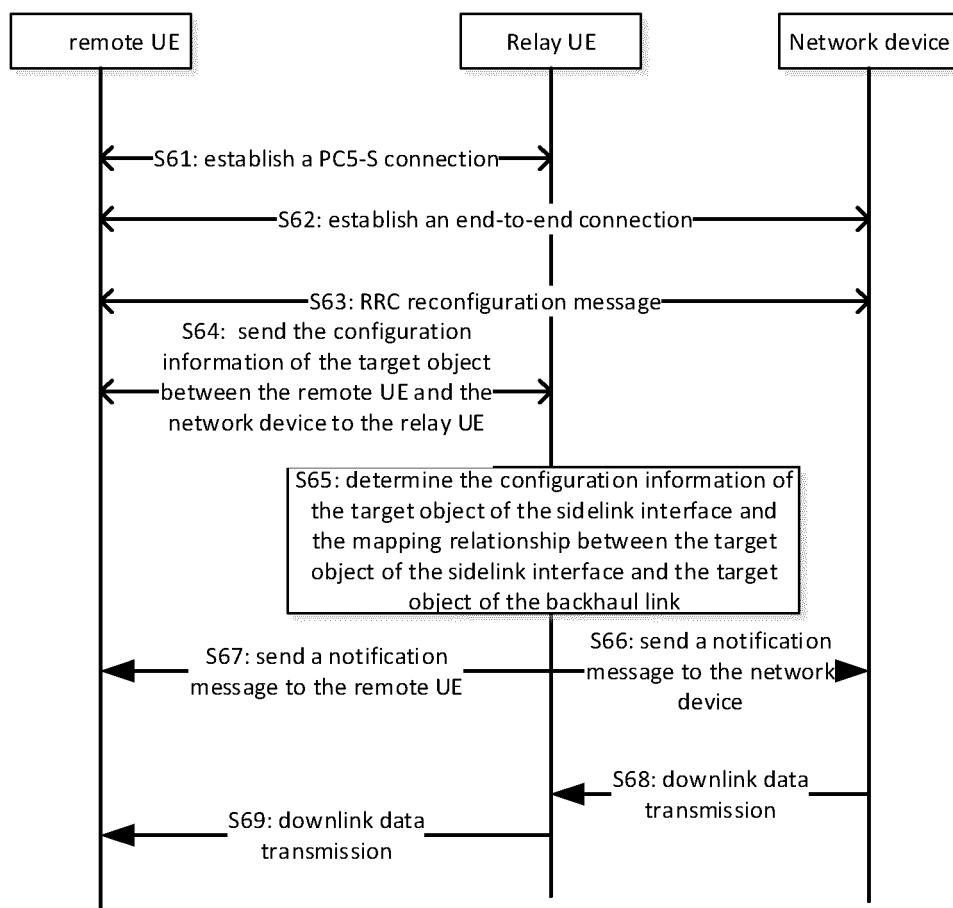 remote UE
Relay UE
Network device
S61: establish a PC5-S connection
S62: establish an end-to-end connection
S63: RRC reconfiguration message
S64: send the configuration
information of the target object
between the remote UE and the
network device to the relay UE
S65: determine the configuration information of
the target object of the sidelink interface and
the mapping relationship between the target
object of the sidelink interface and the target
object of the backhaul link
S67: send a notification
message to the remote UE
S66: send a notification
message to the network
device
S68: downlink data
transmission
S69: downlink data
transmission